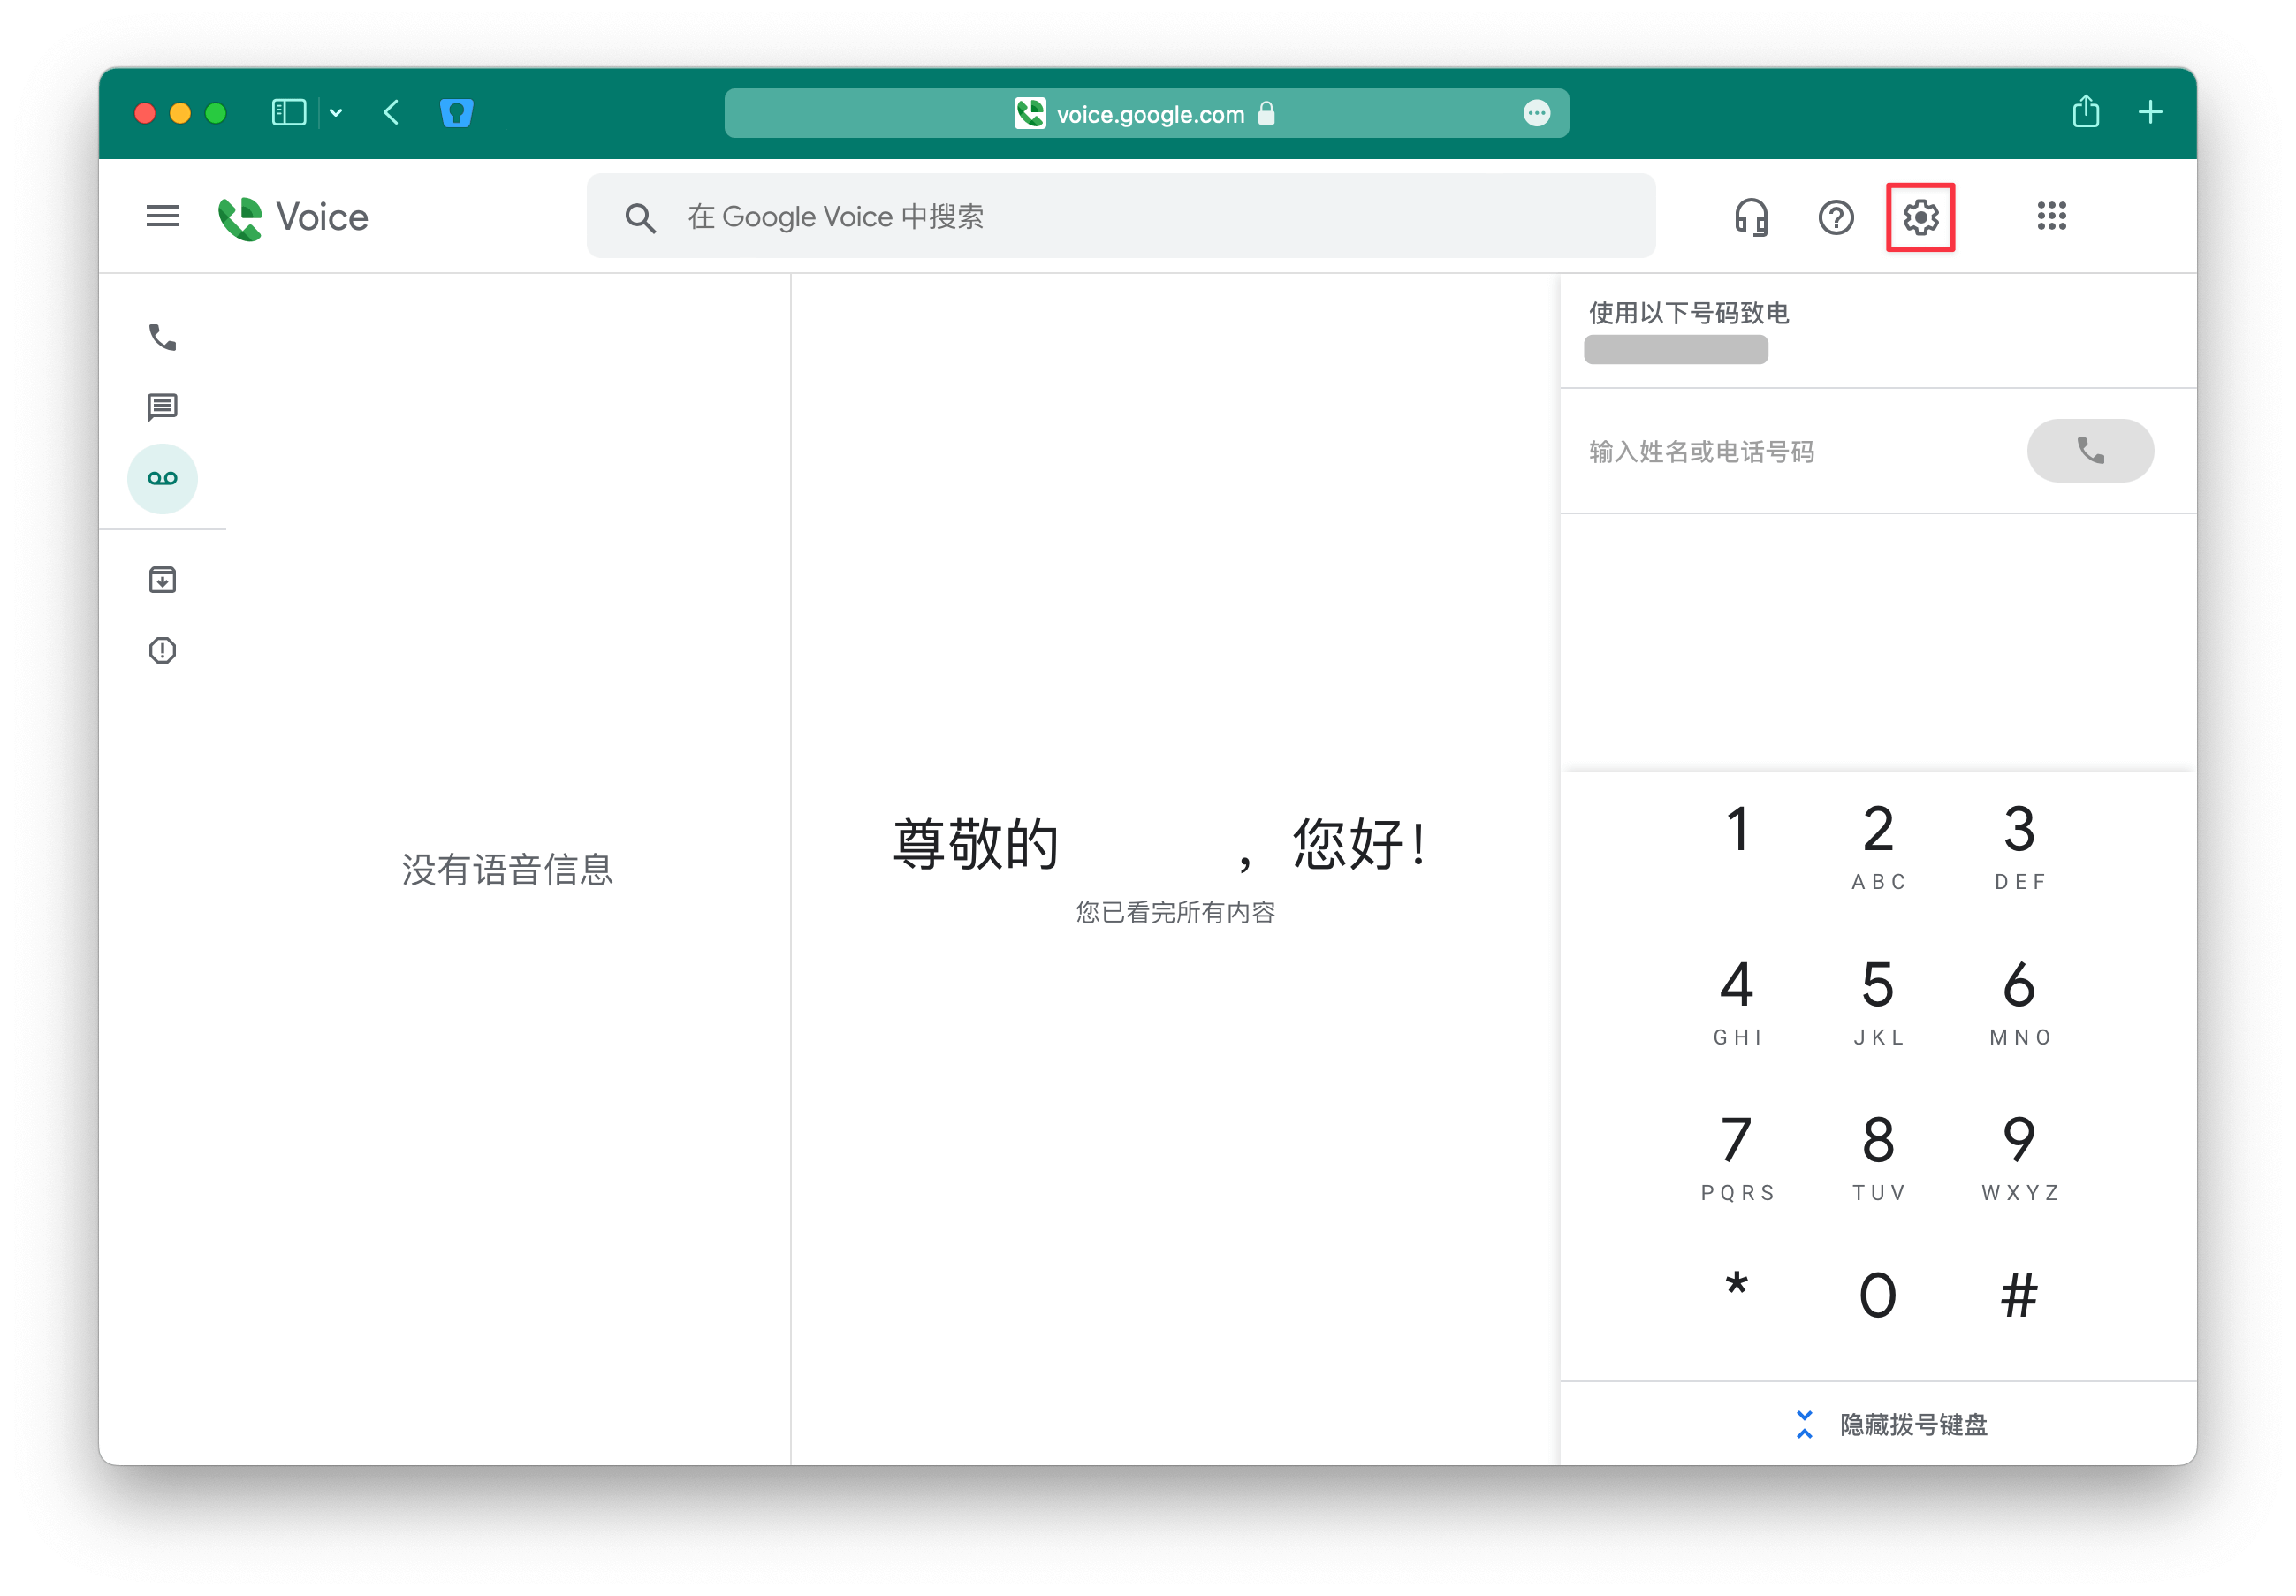 voice.google.com
Voice
在 Google Voice 中搜索
使用以下号码致电
输入姓名或电话号码
没有语音信息
尊敬的 ，您好！
您已看完所有内容
1
2
3
ABC
DEF
4
5
6
GHI
JKL
MNO
7
8
9
PQRS
TUV
WXYZ
*
0
#
隐藏拨号键盘